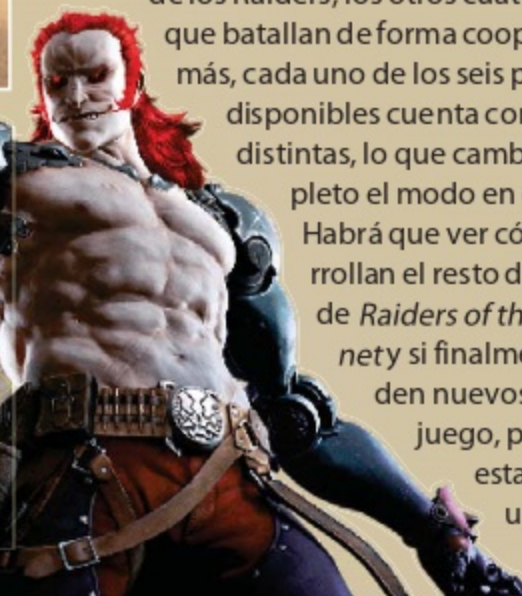 de los Raiders, los otros cuat
que batallan de forma coop
más, cada uno de los seis p
disponibles cuenta con
distintas, lo que camb
pleto el modo en
Habrá que ver có
rrollan el resto d
de Raiders of th
net y si finalme
den nuevos
juego, p
esta
u